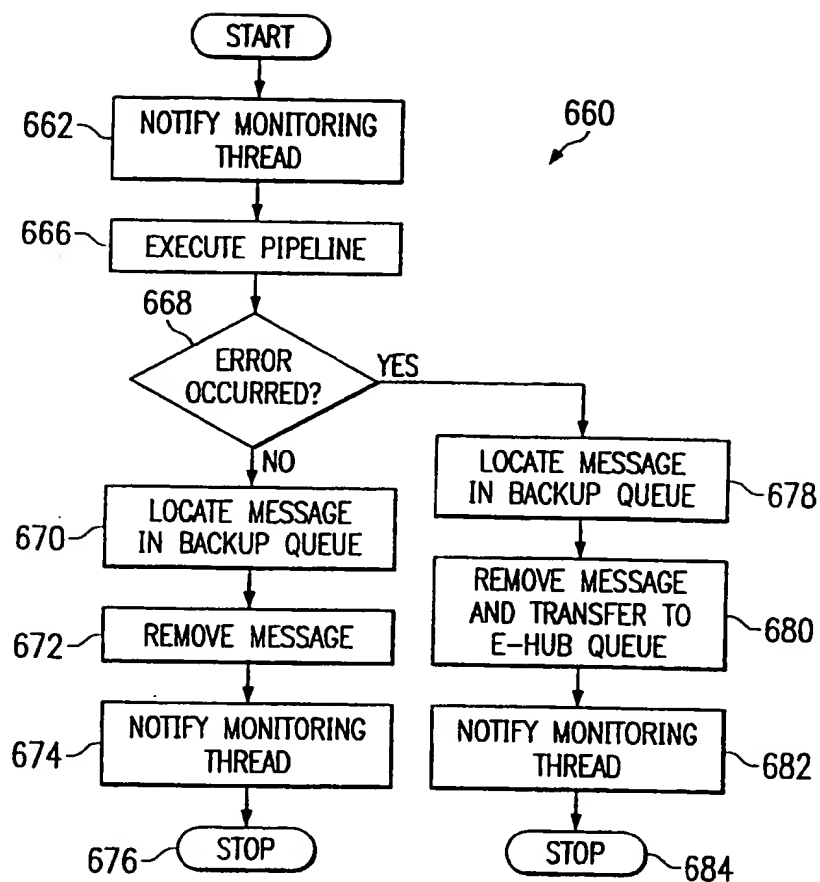 START
662
NOTIFY MONITORING
THREAD
660
666
EXECUTE PIPELINE
668
ERROR
OCCURRED?
YES
NO
670
LOCATE MESSAGE
IN BACKUP QUEUE
672
REMOVE MESSAGE
674
NOTIFY MONITORING
THREAD
676
STOP
LOCATE MESSAGE
IN BACKUP QUEUE
678
REMOVE MESSAGE
AND TRANSFER TO
E-HUB QUEUE
680
NOTIFY MONITORING
THREAD
682
STOP
684